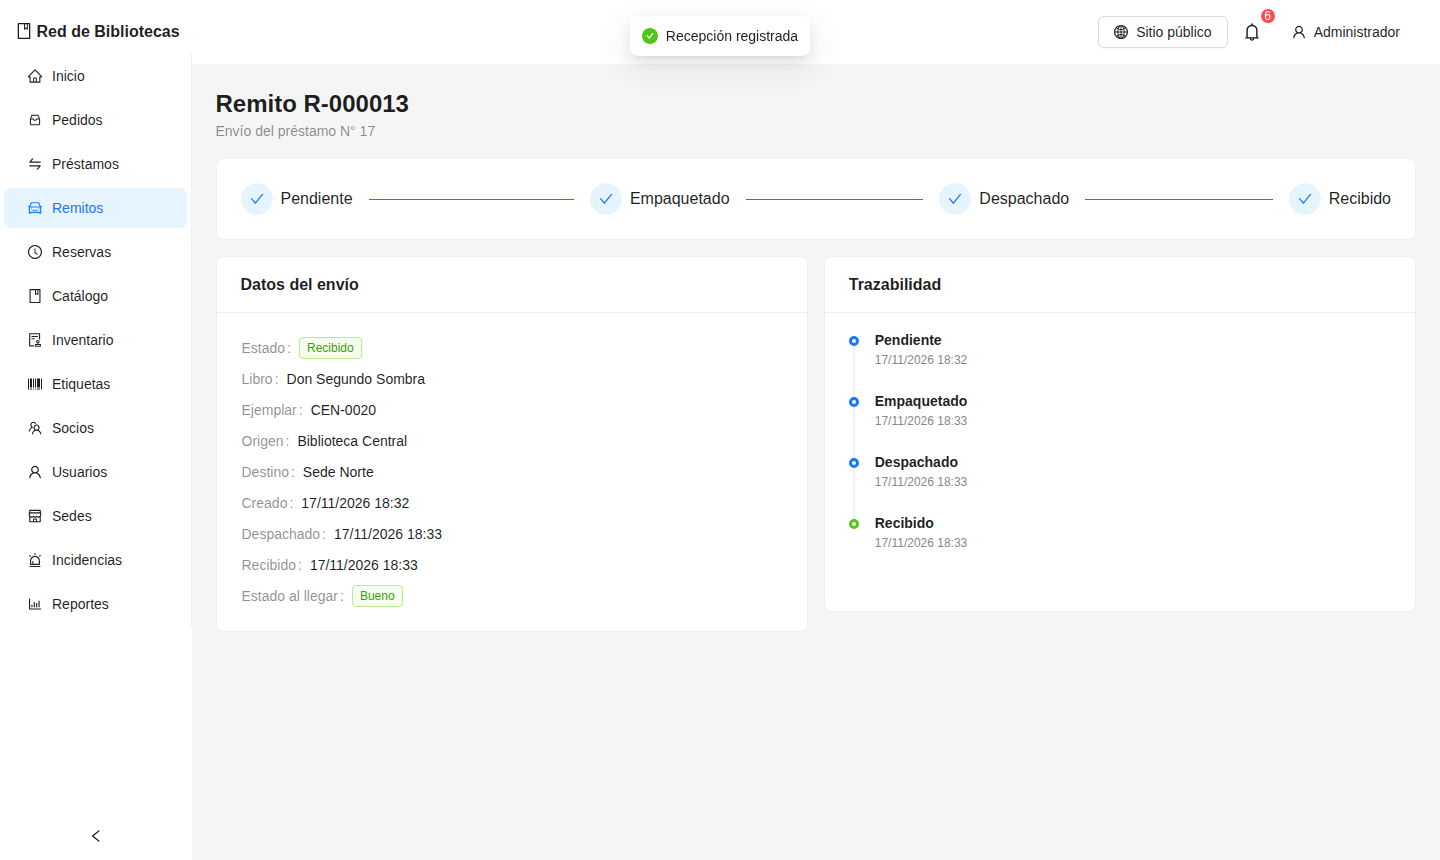 Red de Bibliotecas
Recepción registrada
Sitio público
6
Administrador
Inicio
Pedidos
Préstamos
Remitos
Reservas
Catálogo
Inventario
Etiquetas
Socios
Usuarios
Sedes
Incidencias
Reportes
Remito R-000013
Envío del préstamo N° 17
Pendiente
Empaquetado
Despachado
Recibido
Datos del envío
Estado: Recibido
Libro: Don Segundo Sombra
Ejemplar: CEN-0020
Origen: Biblioteca Central
Destino: Sede Norte
Creado: 17/11/2026 18:32
Despachado: 17/11/2026 18:33
Recibido: 17/11/2026 18:33
Estado al llegar: Bueno
Trazabilidad
Pendiente
17/11/2026 18:32
Empaquetado
17/11/2026 18:33
Despachado
17/11/2026 18:33
Recibido
17/11/2026 18:33